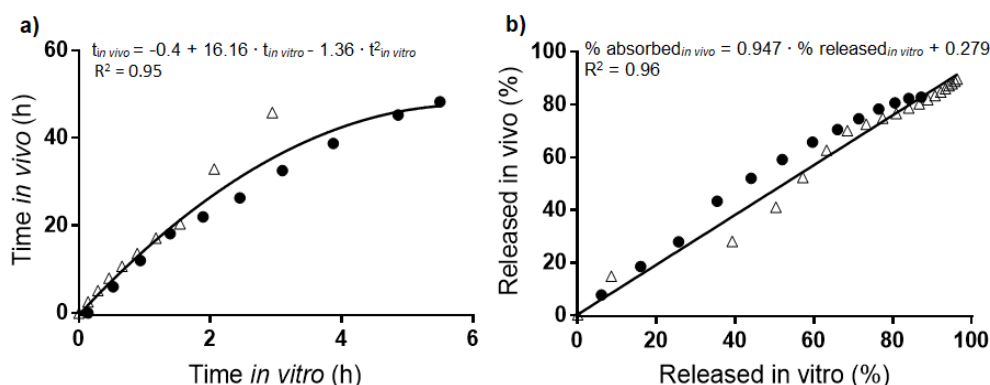 a)
t in vivo = -0.4 + 16.16 · t in vitro - 1.36 · t² in vitro
R² = 0.95
60
40
20
0
0 2 4 6
Time in vivo (h)
Time in vitro (h)
b)
% absorbed in vivo = 0.947 · % released in vitro + 0.279
R² = 0.96
100
80
60
40
20
0
0 20 40 60 80 100
Released in vivo (%)
Released in vitro (%)